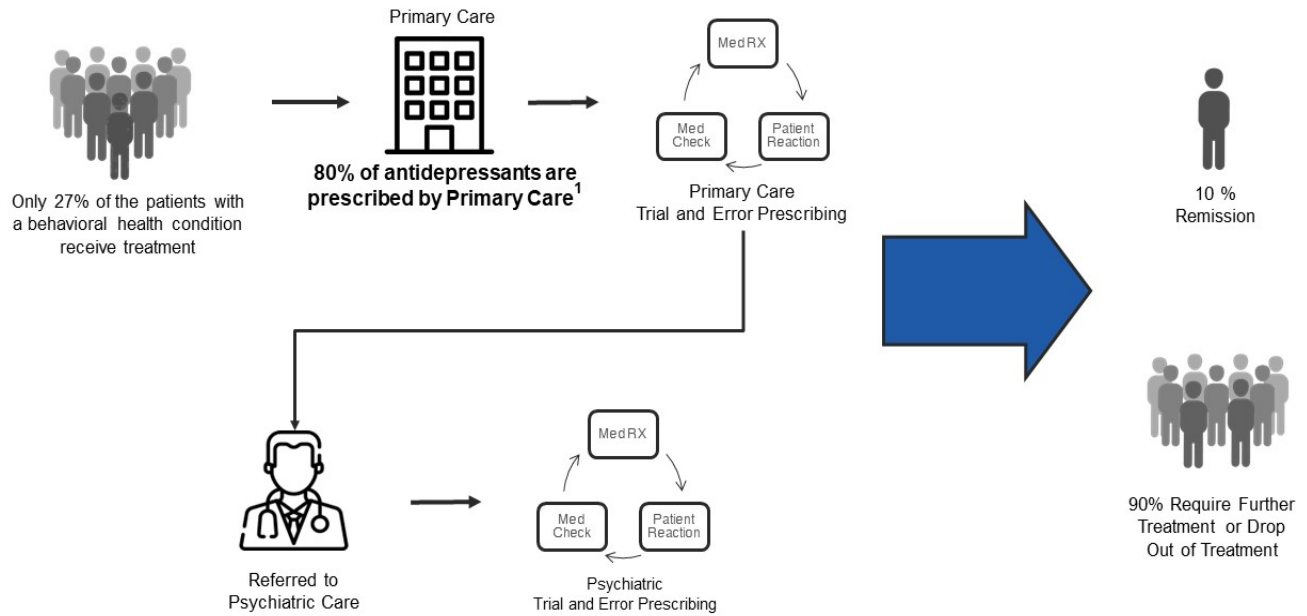 Primary Care
Only 27% of the patients with
a behavioral health condition
receive treatment
80% of antidepressants are
prescribed by Primary Care1
Med RX
Med
Check
Patient
Reaction
Primary Care
Trial and Error Prescribing
10 %
Remission
Referred to
Psychiatric Care
Med RX
Med
Check
Patient
Reaction
Psychiatric
Trial and Error Prescribing
90% Require Further
Treatment or Drop
Out of Treatment